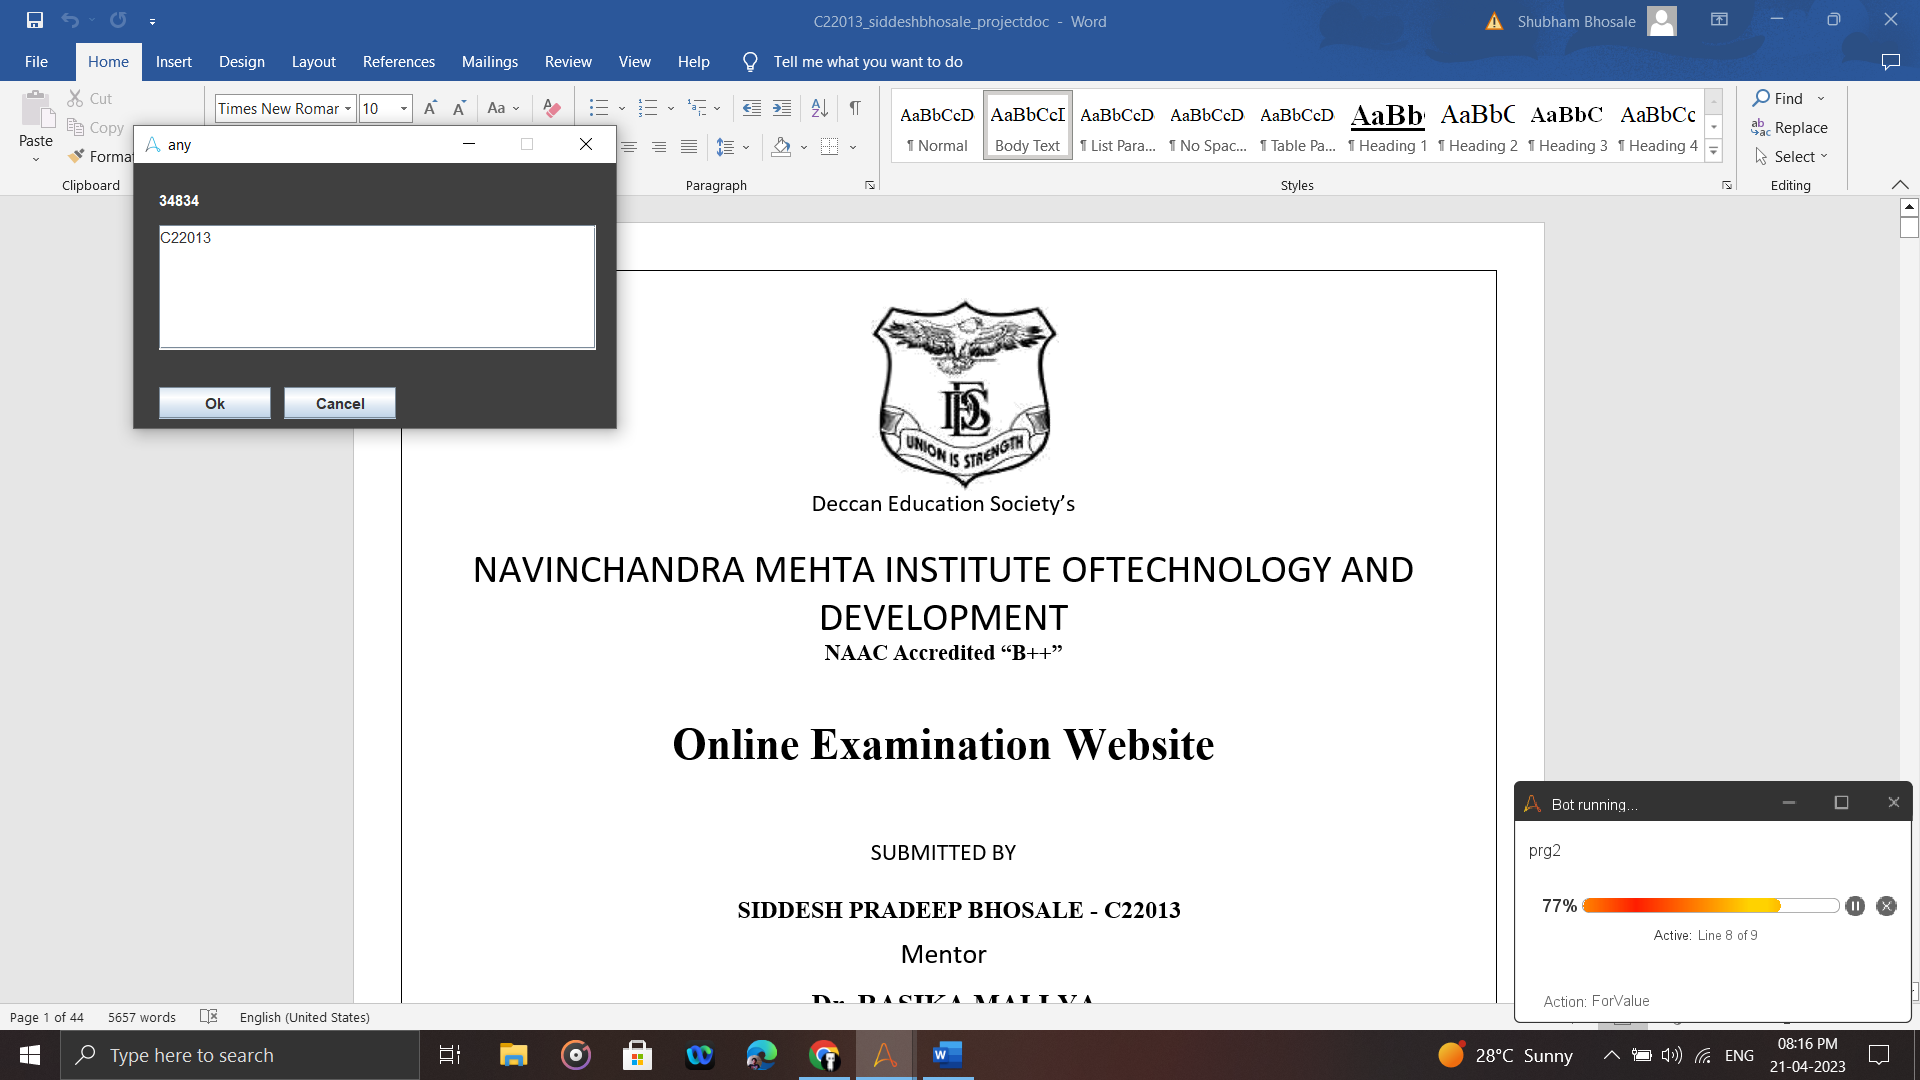 C22013_siddeshbhosale_projectdoc - Word
Shubham Bhosale
File Home Insert Design Layout References Mailings Review View Help Tell me what you want to do
Paste
Cut
Copy
Format
Clipboard
Times New Romar 10
Aa
Paragraph
AaBbCcD AaBbCcI AaBbCcD AaBbCcD AaBbCcD AaBb AaBbC AaBbC AaBbCc
¶ Normal Body Text ¶ List Para... ¶ No Spac... ¶ Table Pa... ¶ Heading 1 ¶ Heading 2 ¶ Heading 3 ¶ Heading 4
Styles
Find
Replace
Select
Editing
any
34834
C22013
Ok Cancel
DES
UNION IS STRENGTH
Deccan Education Society’s
NAVINCHANDRA MEHTA INSTITUTE OFTECHNOLOGY AND
DEVELOPMENT
NAAC Accredited “B++”
Online Examination Website
SUBMITTED BY
SIDDESH PRADEEP BHOSALE - C22013
Mentor
Dr. RASIKA MALLYA
Bot running...
prg2
77%
Active: Line 8 of 9
Action: ForValue
Page 1 of 44 5657 words English (United States)
Type here to search
28°C Sunny
ENG
08:16 PM
21-04-2023